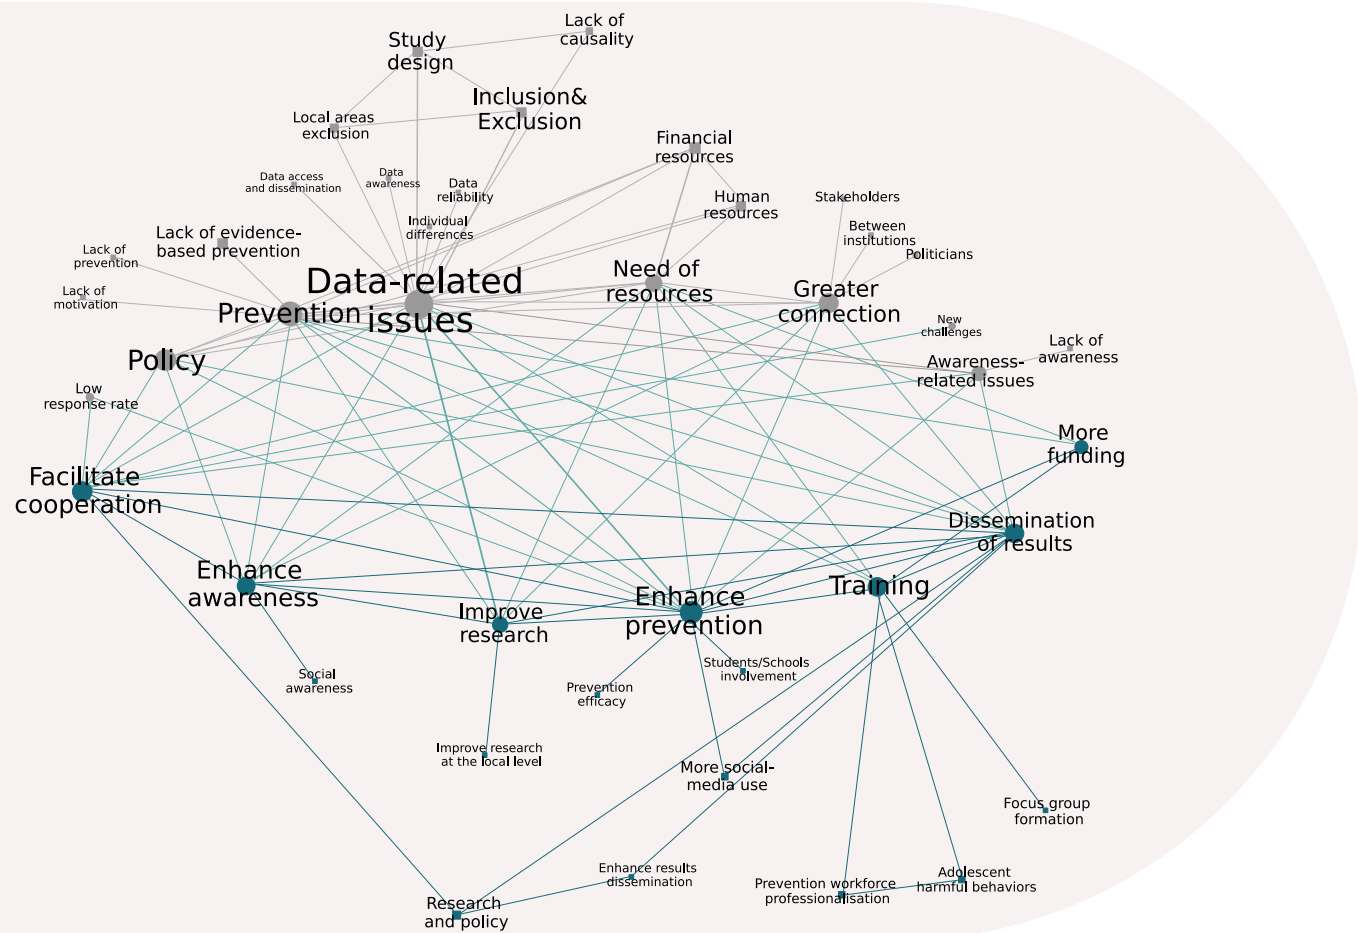 Lack of
causality
Study
design
Inclusion&
Exclusion
Local areas
exclusion
Financial
resources
Data access
and dissemination
Data
awareness
Data
reliability
Human
resources
Stakeholders
Individual
differences
Between
institutions
Politicians
Lack of evidence-
based prevention
Lack of
prevention
Lack of
motivation
Data-related
issues
Prevention
Need of
resources
Greater
connection
New
challenges
Lack of
awareness
Policy
Awareness-
related issues
Low
response rate
More
funding
Facilitate
cooperation
Dissemination
of results
Enhance
awareness
Improve
research
Enhance
prevention
Training
Social
awareness
Prevention
efficacy
Students/Schools
involvement
Improve research
at the local level
More social-
media use
Focus group
formation
Enhance results
dissemination
Prevention workforce
professionalisation
Adolescent
harmful behaviors
Research
and policy